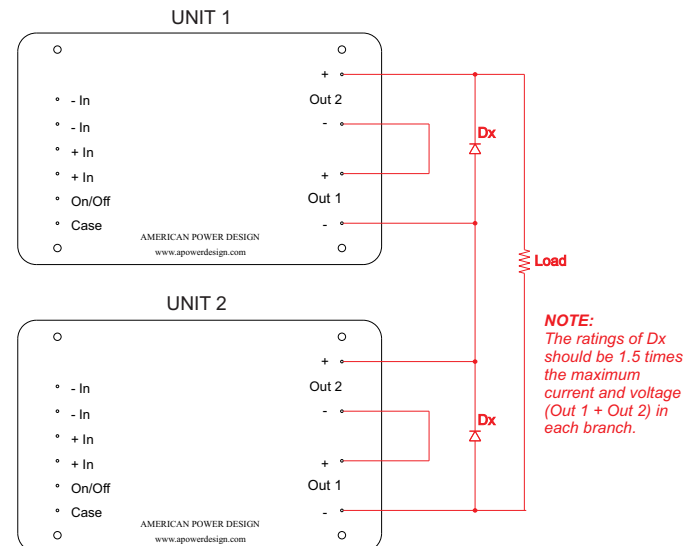 UNIT 1
+
- In
Out 2
- In
-
Dx
+ In
+ In
+
On/Off
Out 1
Case
-
AMERICAN POWER DESIGN
www.apowerdesign.com
Load
UNIT 2
NOTE:
The ratings of Dx
should be 1.5 times
the maximum
current and voltage
(Out 1 + Out 2) in
each branch.
+
- In
Out 2
- In
-
Dx
+ In
+ In
+
On/Off
Out 1
Case
-
AMERICAN POWER DESIGN
www.apowerdesign.com